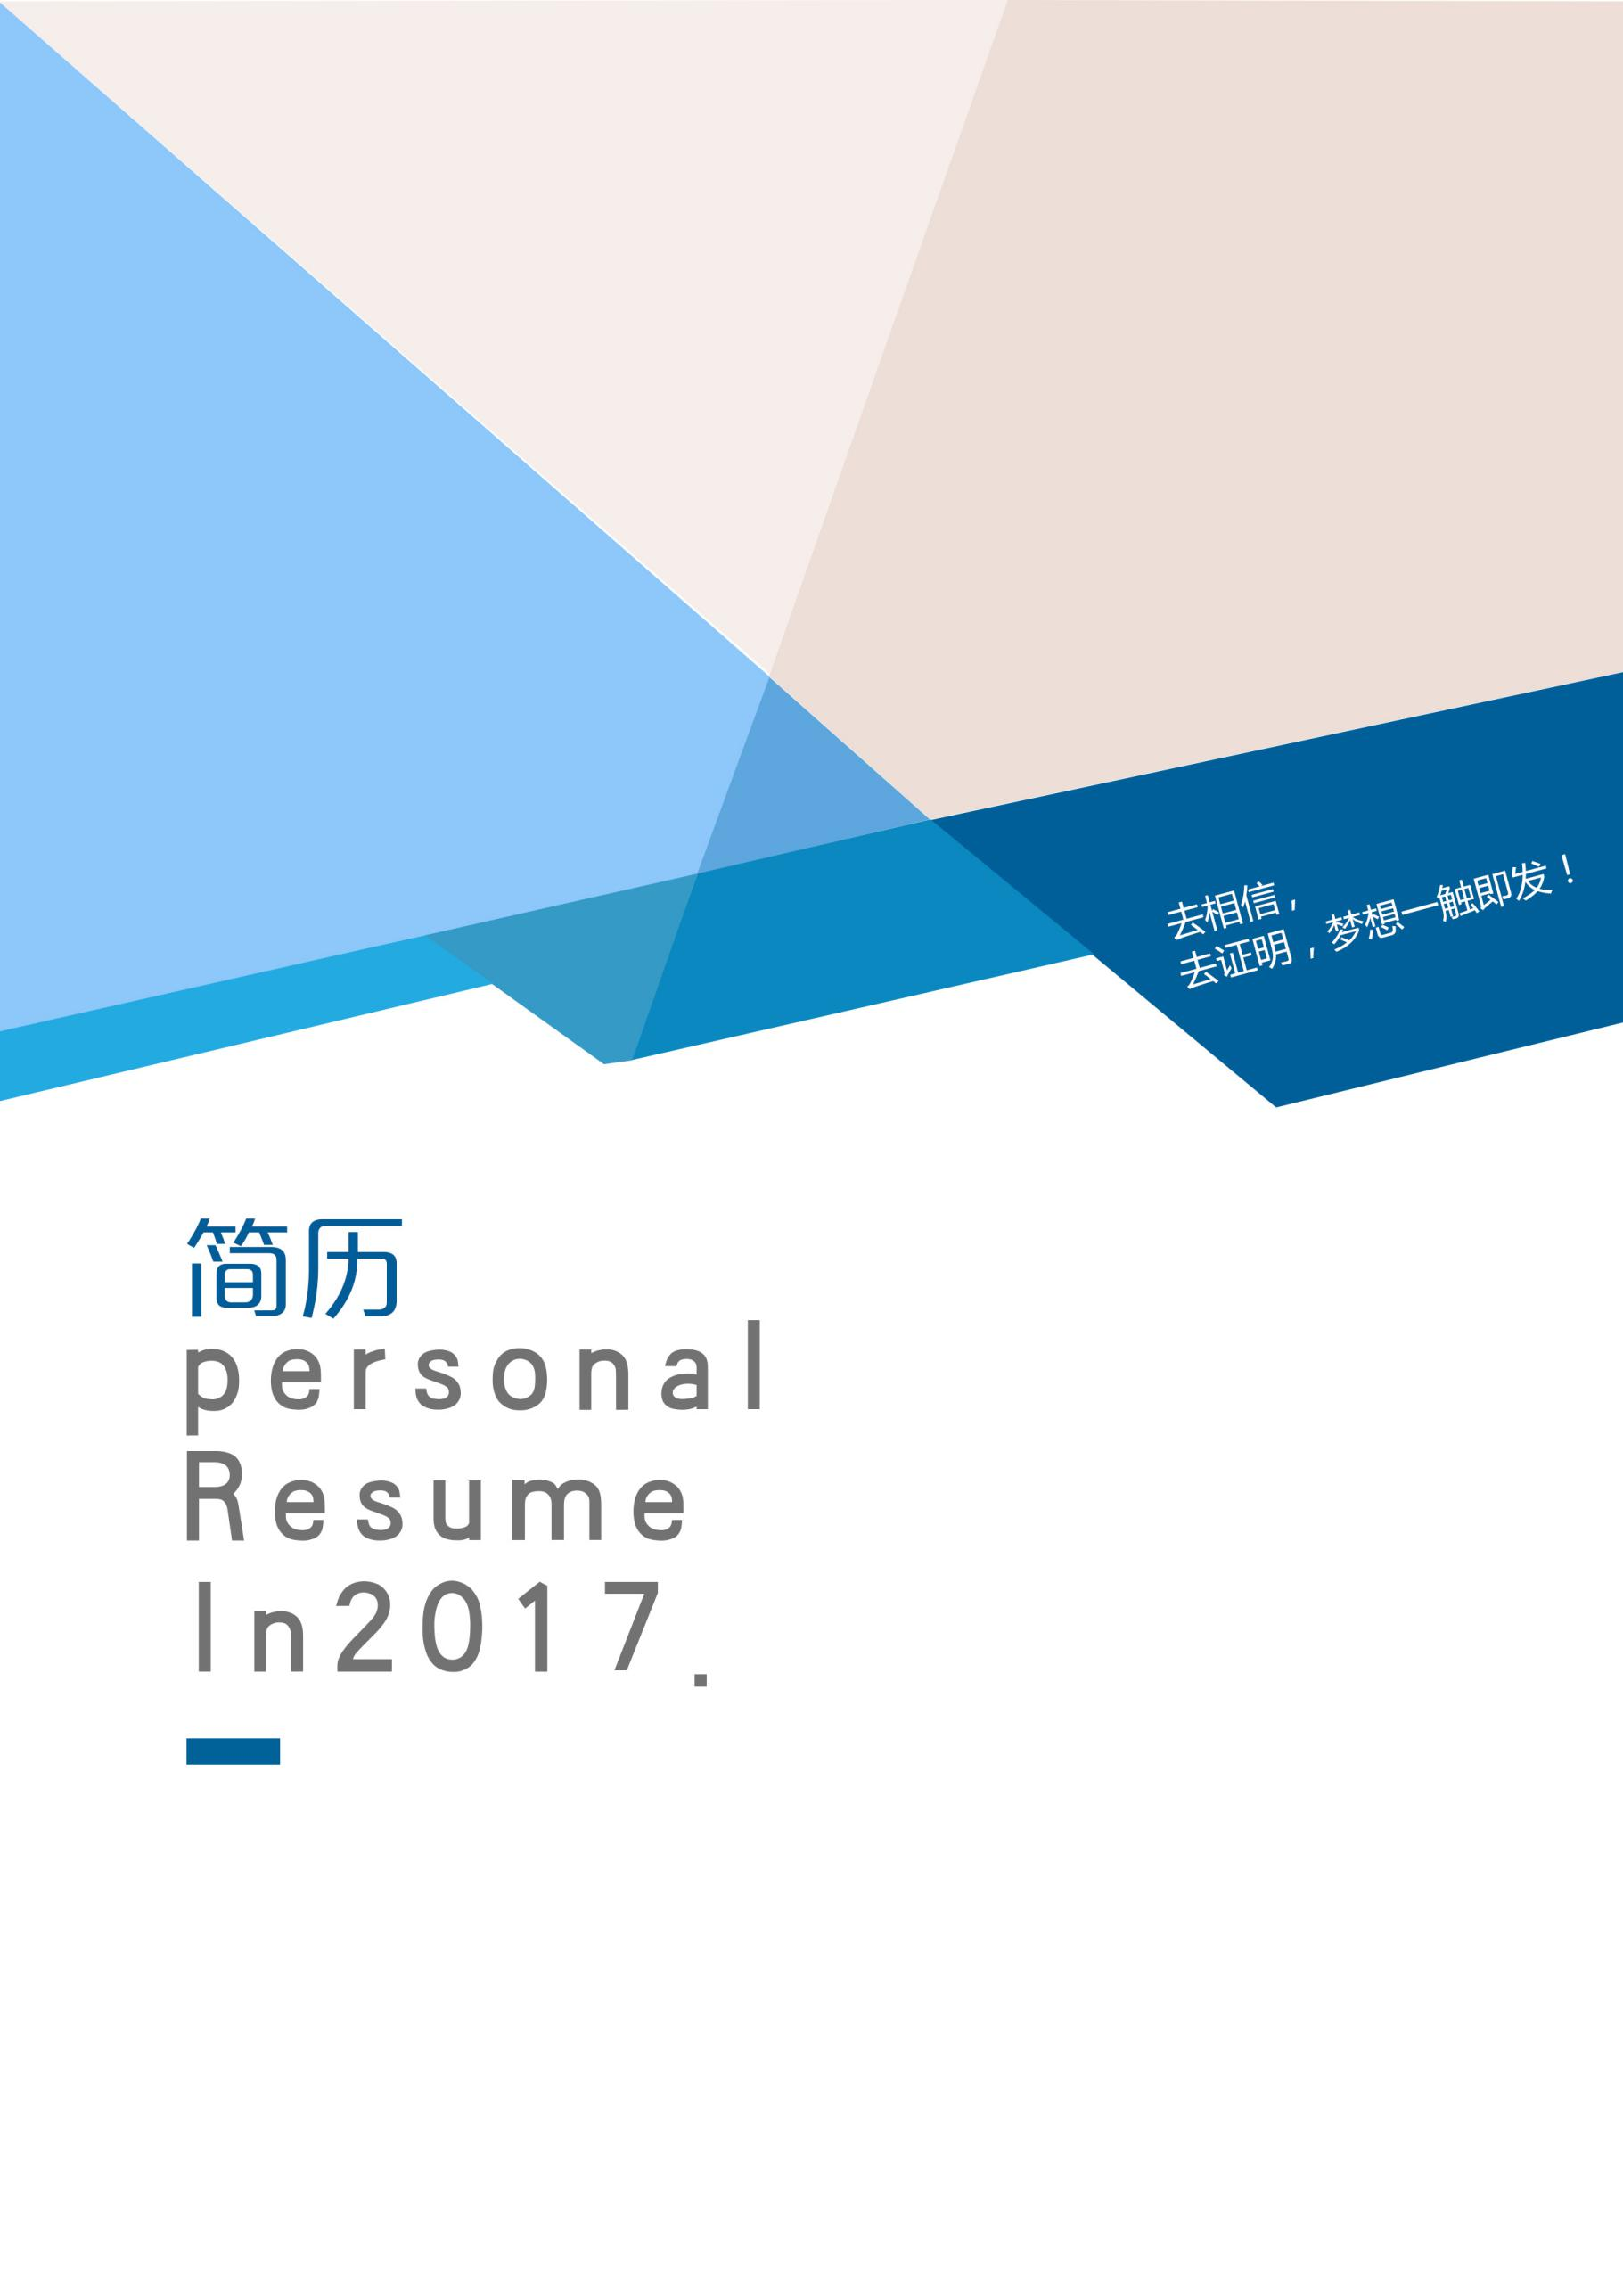 去相信，
去证明，梦想一触即发！
简历
personal
Resume
In2017.